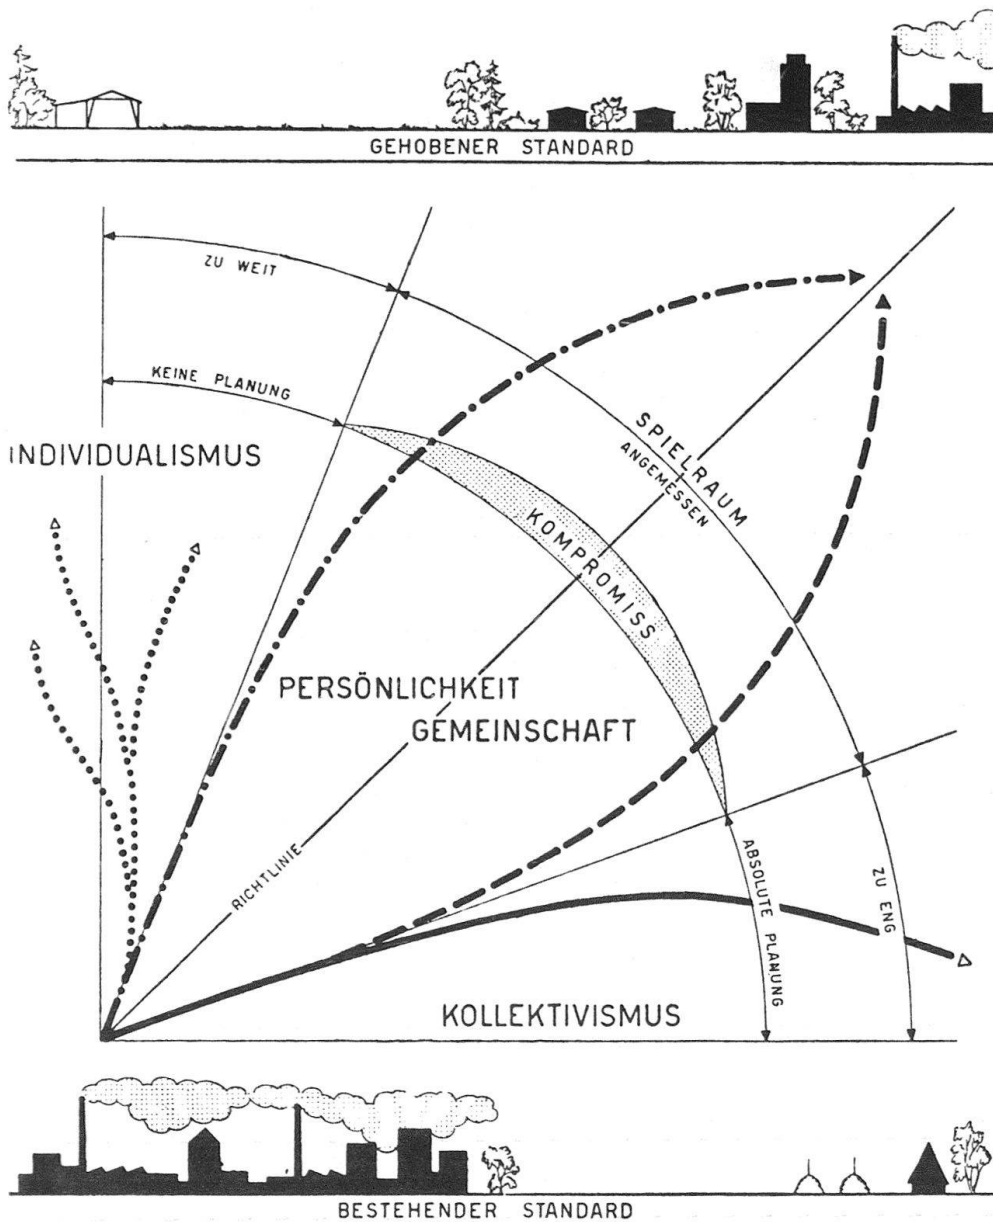 GEHOBENER STANDARD
ZU WEIT
KEINE PLANUNG
INDIVIDUALISMUS
SPIELRAUM
ANGEMESSEN
KOMPROMISS
PERSÖNLICHKEIT
GEMEINSCHAFT
RICHTLINIE
ABSOLUTE PLANUNG
ZU ENG
KOLLEKTIVISMUS
BESTEHENDER STANDARD